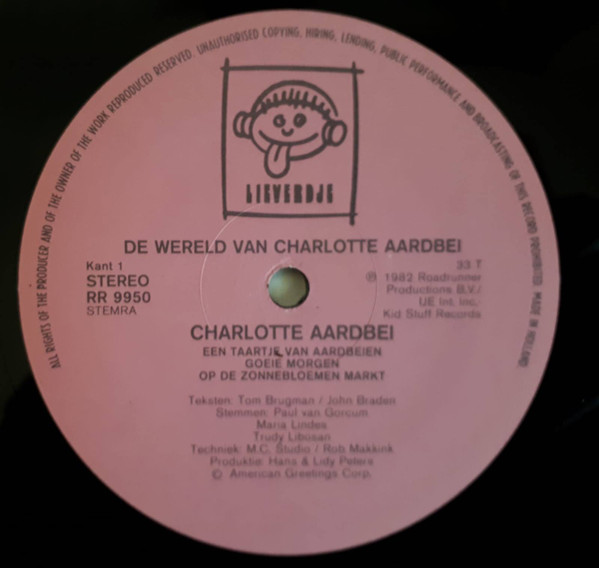 ALL RIGHTS OF THE PRODUCER AND OF THE OWNER OF THE WORK REPRODUCED RESERVED. UNAUTHORISED COPYING, HIRING, LENDING, PUBLIC PERFORMANCE AND BROADCASTING OF THIS RECORD PROHIBITED. MADE IN HOLLAND
LIEVERDJE
DE WERELD VAN CHARLOTTE AARDBEI
Kant 1
STEREO
RR 9950
STEMRA
33 T
℗ 1982 Roadrunner
Productions B.V./
UE Int. Inc.-
Kid Stuff Records
CHARLOTTE AARDBEI
EEN TAARTJE VAN AARDBEIEN
GOEIE MORGEN
OP DE ZONNEBLOEMEN MARKT
Teksten: Tom Brugman / John Braden
Stemmen: Paul van Gorcum
Maria Lindes
Trudy Libosan
Techniek: M.C. Studio / Rob Makkink
Produktie: Hans & Lidy Peters
© American Greetings Corp.